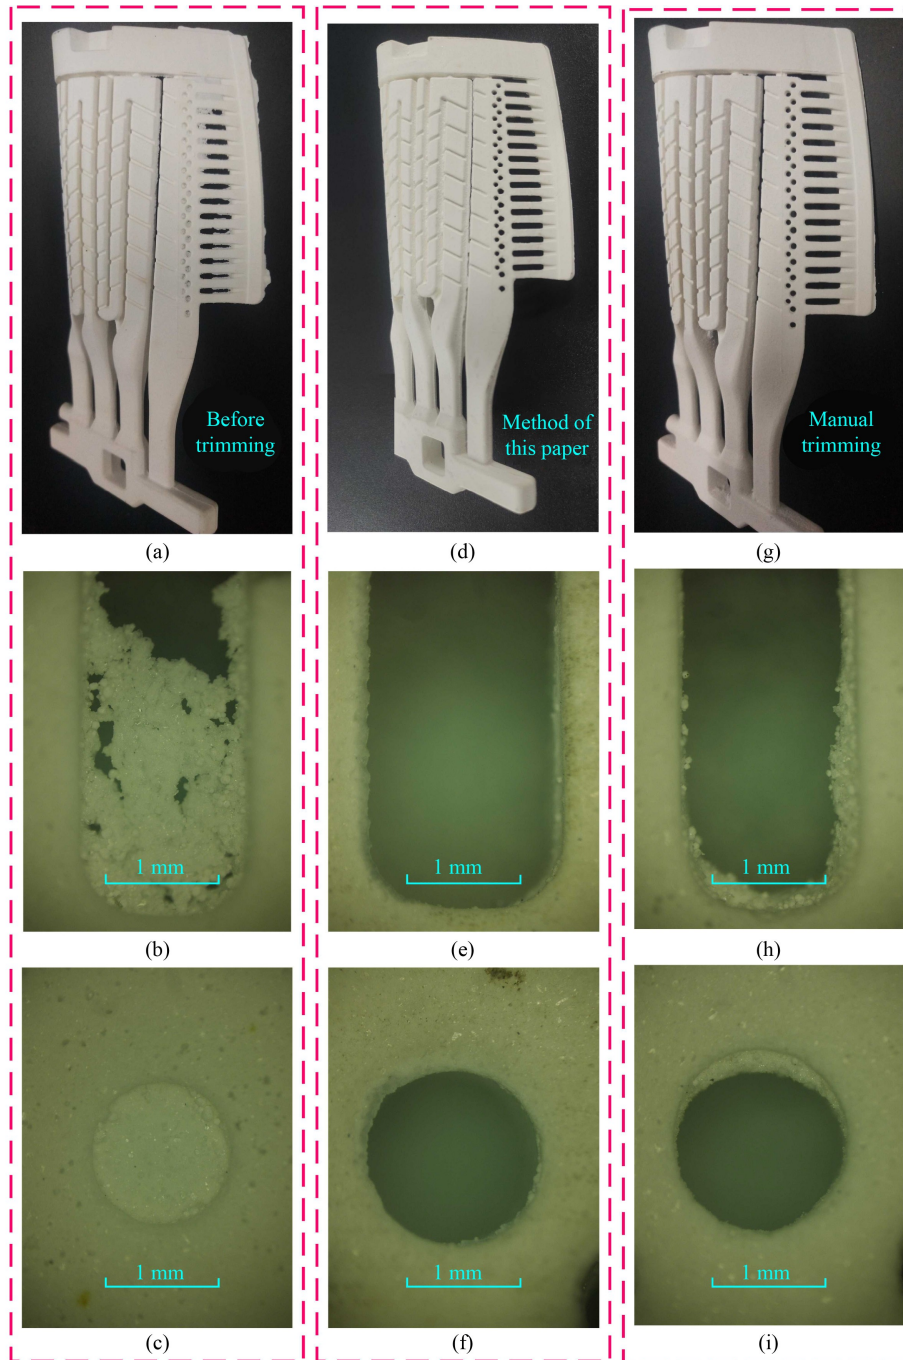 Before
trimming
(a)
1 mm
(b)
1 mm
(c)
Method of
this paper
(d)
1 mm
(e)
1 mm
(f)
Manual
trimming
(g)
1 mm
(h)
1 mm
(i)